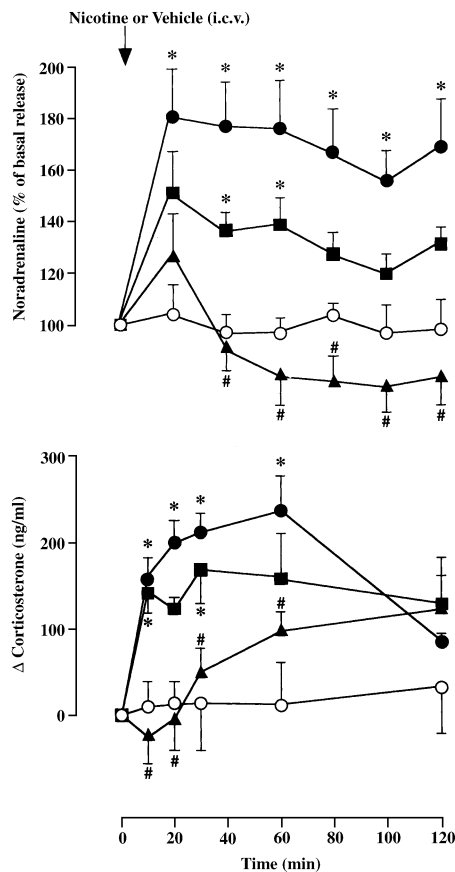 Nicotine or Vehicle (i.c.v.)
Noradrenaline (% of basal release)
200
180
160
140
120
100
* * * * * *
* *
# # # # #
Δ Corticosterone (ng/ml)
300
200
100
0
* * * *
* *
# # # #
0 20 40 60 80 100 120
Time (min)